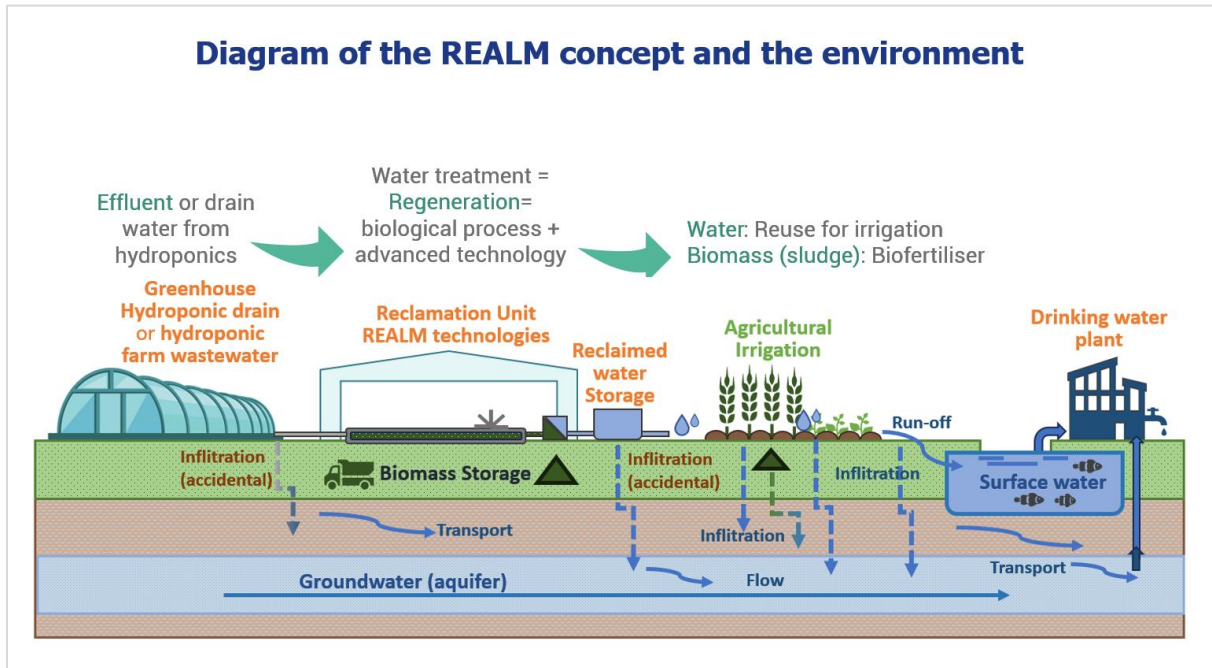 Diagram of the REALM concept and the environment
Effluent or drain
water from
hydroponics
Water treatment =
Regeneration=
biological process +
advanced technology
Water: Reuse for irrigation
Biomass (sludge): Biofertiliser
Greenhouse
Hydroponic drain
or hydroponic
farm wastewater
Reclamation Unit
REALM technologies
Reclaimed
water
Storage
Agricultural
Irrigation
Drinking water
plant
Run-off
Inflitration
(accidental)
Biomass Storage
Inflitration
(accidental)
Inflitration
Surface water
Transport
Inflitration
Transport
Groundwater (aquifer)
Flow